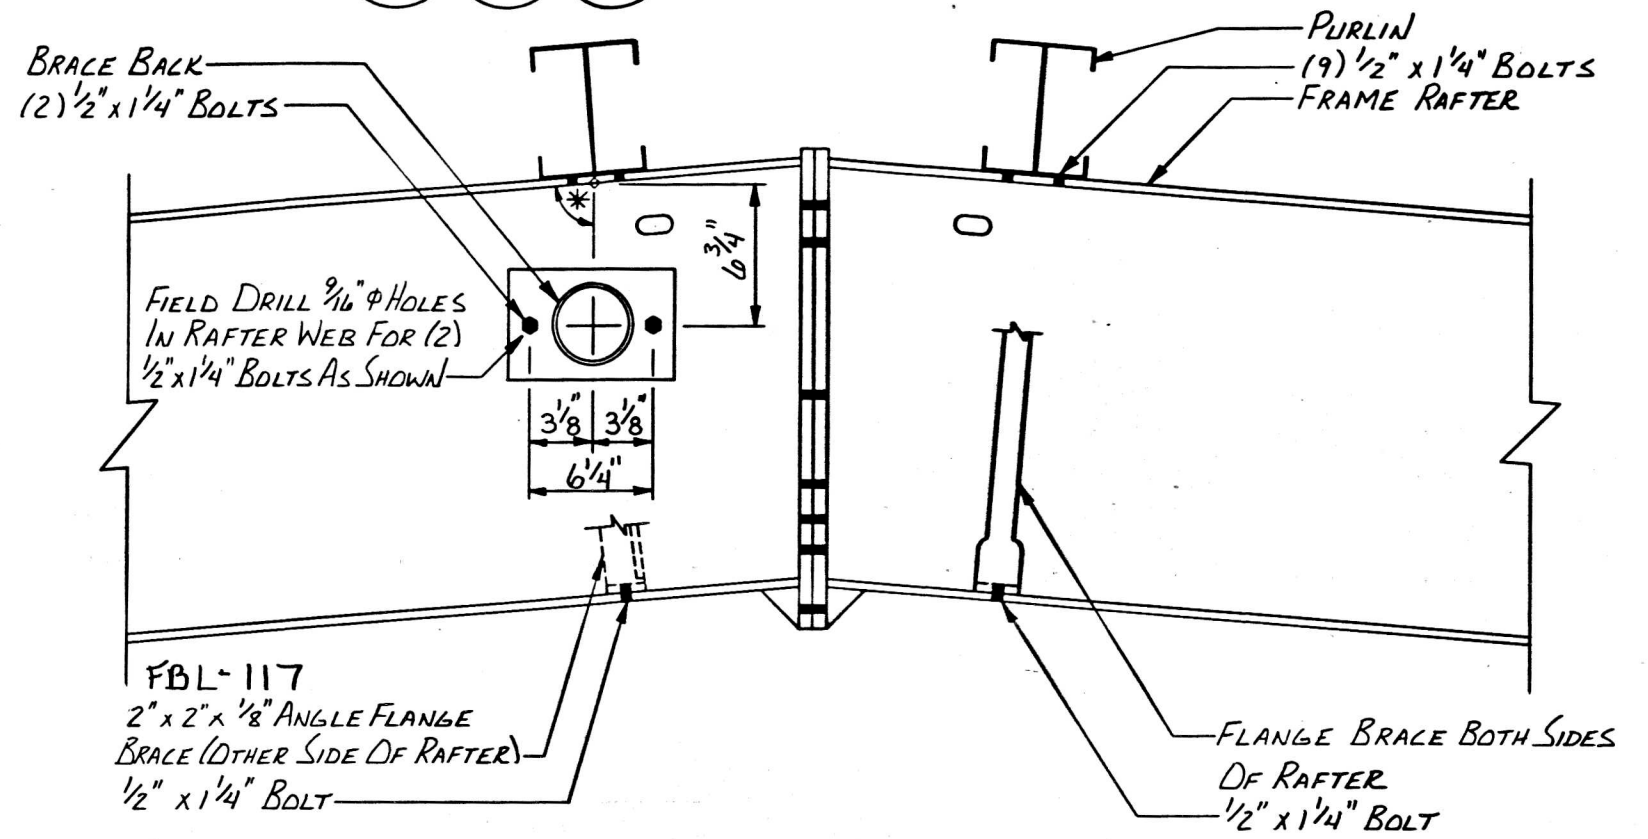 BRACE BACK
(2) 1/2" x 1 1/4" BOLTS
PURLIN
(9) 1/2" x 1 1/4" BOLTS
FRAME RAFTER
*
6 3/4"
FIELD DRILL 9/16" φ HOLES
IN RAFTER WEB FOR (2)
1/2" x 1 1/4" BOLTS AS SHOWN
3 1/8" 3 1/8"
6 1/4"
FBL-117
2" x 2" x 1/8" ANGLE FLANGE
BRACE (OTHER SIDE OF RAFTER)
1/2" x 1 1/4" BOLT
FLANGE BRACE BOTH SIDES
OF RAFTER
1/2" x 1 1/4" BOLT